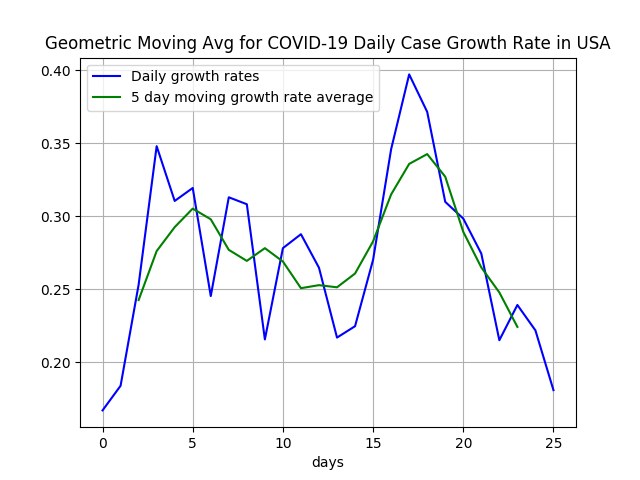 Geometric Moving Avg for COVID-19 Daily Case Growth Rate in USA
Daily growth rates
5 day moving growth rate average
0.40
0.35
0.30
0.25
0.20
0 5 10 15 20 25
days